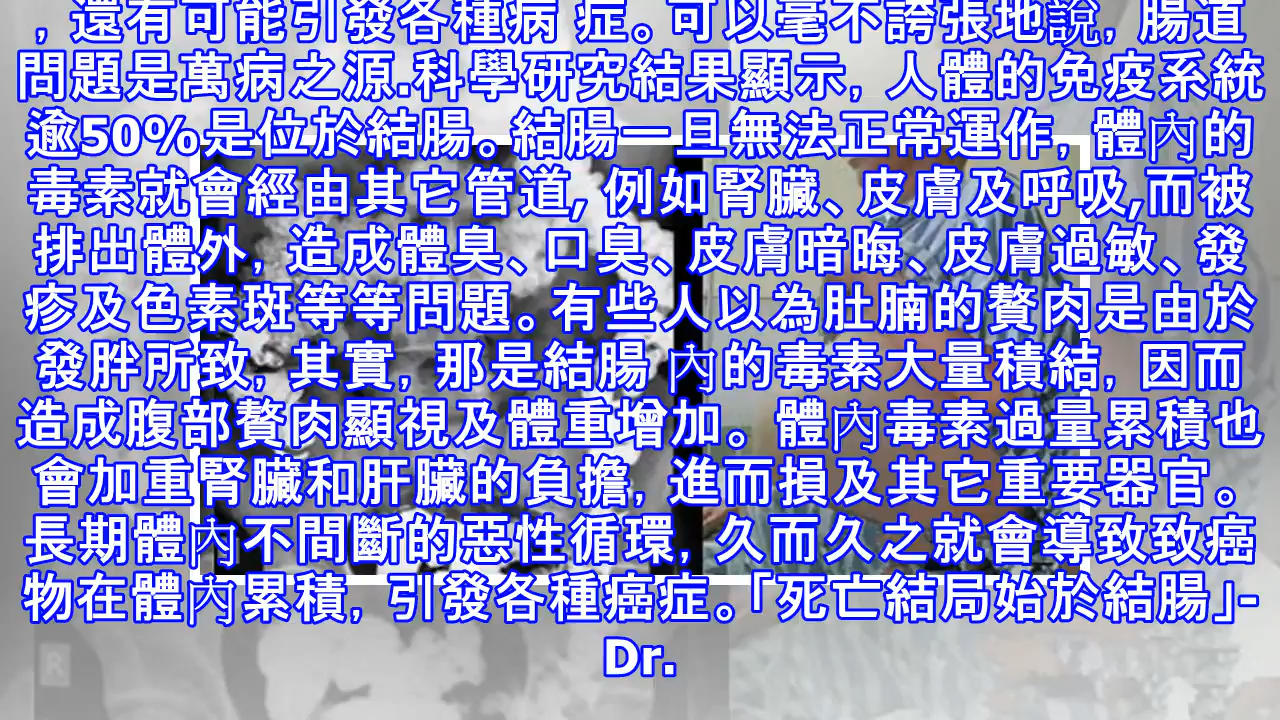 , 還有可能引發各種病 症。可以毫不誇張地說, 腸道
問題是萬病之源.科學研究結果顯示, 人體的免疫系統
逾50%是位於結腸。結腸一旦無法正常運作, 體內的
毒素就會經由其它管道, 例如腎臟、皮膚及呼吸,而被
排出體外, 造成體臭、口臭、皮膚暗晦、皮膚過敏、發
疹及色素斑等等問題。有些人以為肚腩的贅肉是由於
發胖所致, 其實, 那是結腸 內的毒素大量積結, 因而
造成腹部贅肉顯視及體重增加。體內毒素過量累積也
會加重腎臟和肝臟的負擔, 進而損及其它重要器官。
長期體內不間斷的惡性循環, 久而久之就會導致致癌
物在體內累積, 引發各種癌症。「死亡結局始於結腸」-
Dr.
R